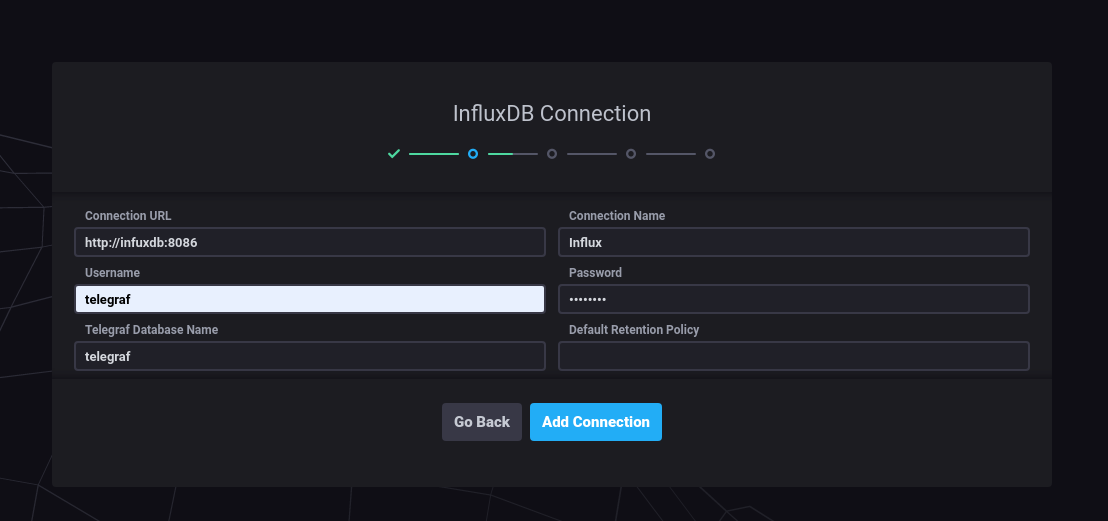 InfluxDB Connection
Connection URL
Connection Name
http://infuxdb:8086
Influx
Username
Password
telegraf
••••••••
Telegraf Database Name
Default Retention Policy
telegraf
Go Back
Add Connection